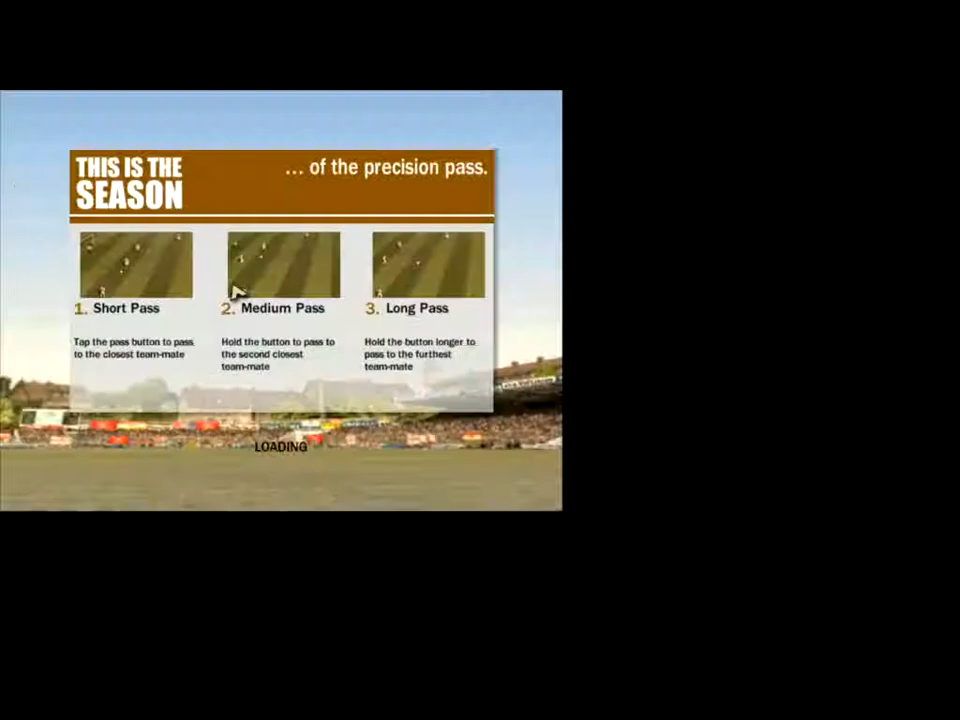 THIS IS THE
SEASON
... of the precision pass.
1. Short Pass
Tap the pass button to pass
to the closest team-mate
2. Medium Pass
Hold the button to pass to
the second closest
team-mate
3. Long Pass
Hold the button longer to
pass to the furthest
team-mate
LOADING